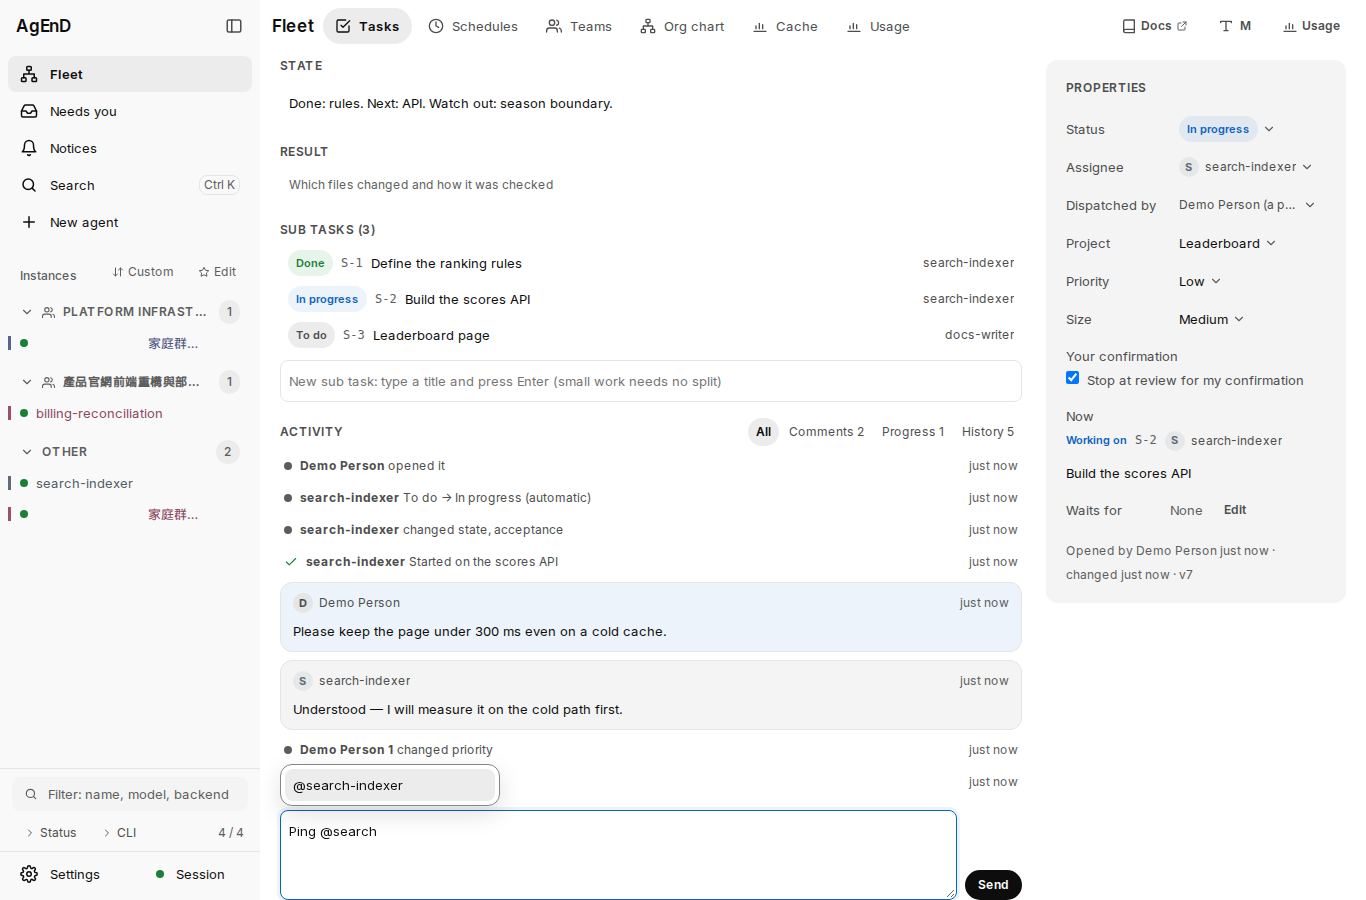 AgEnD
Fleet
Needs you
Notices
Search Ctrl K
New agent
Instances Custom Edit
PLATFORM INFRAST... 1
家庭群...
產品官網前端重構與部... 1
billing-reconciliation
OTHER 2
search-indexer
家庭群...
Filter: name, model, backend
Status CLI 4 / 4
Settings Session
Fleet Tasks Schedules Teams Org chart Cache Usage Docs M Usage
STATE
Done: rules. Next: API. Watch out: season boundary.
RESULT
Which files changed and how it was checked
SUB TASKS (3)
Done S-1 Define the ranking rules search-indexer
In progress S-2 Build the scores API search-indexer
To do S-3 Leaderboard page docs-writer
New sub task: type a title and press Enter (small work needs no split)
ACTIVITY All Comments 2 Progress 1 History 5
Demo Person opened it just now
search-indexer To do → In progress (automatic) just now
search-indexer changed state, acceptance just now
search-indexer Started on the scores API just now
D Demo Person just now
Please keep the page under 300 ms even on a cold cache.
S search-indexer just now
Understood — I will measure it on the cold path first.
Demo Person 1 changed priority just now
@search-indexer just now
Ping @search
Send
PROPERTIES
Status In progress
Assignee S search-indexer
Dispatched by Demo Person (a p...
Project Leaderboard
Priority Low
Size Medium
Your confirmation
Stop at review for my confirmation
Now
Working on S-2 S search-indexer
Build the scores API
Waits for None Edit
Opened by Demo Person just now ·
changed just now · v7